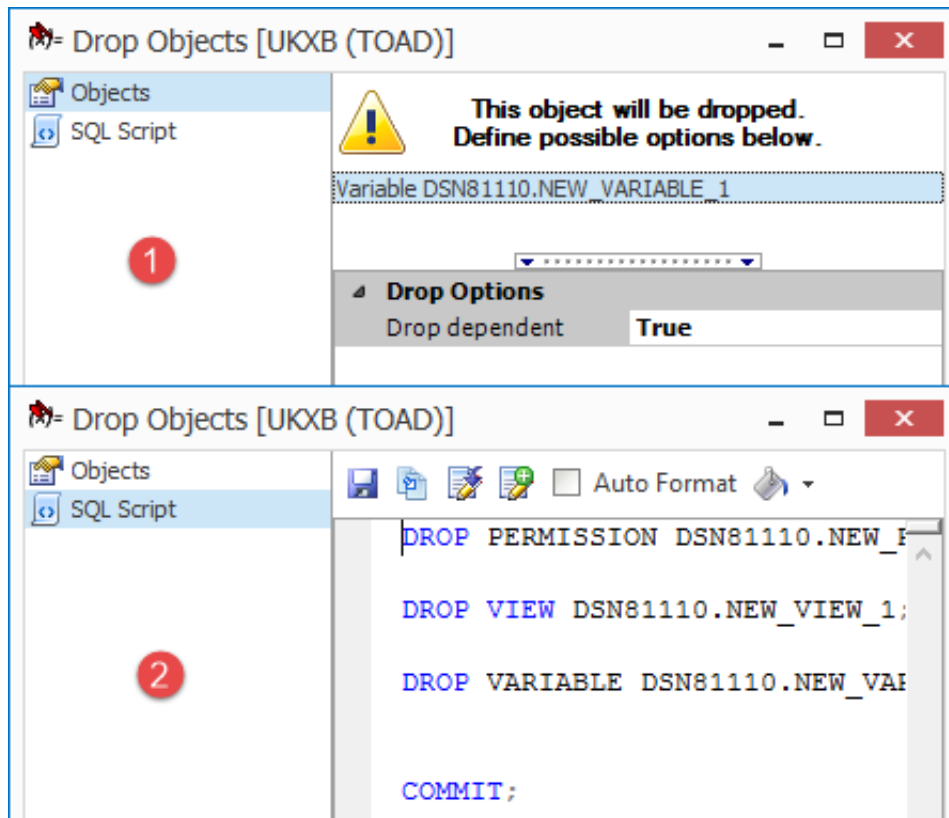 Drop Objects [UKXB (TOAD)]
Objects
SQL Script
This object will be dropped.
Define possible options below.
Variable DSN81110.NEW_VARIABLE_1
1
Drop Options
Drop dependent True
Drop Objects [UKXB (TOAD)]
Objects
SQL Script
Auto Format
DROP PERMISSION DSN81110.NEW_
DROP VIEW DSN81110.NEW_VIEW_1;
2
DROP VARIABLE DSN81110.NEW_VA
COMMIT;